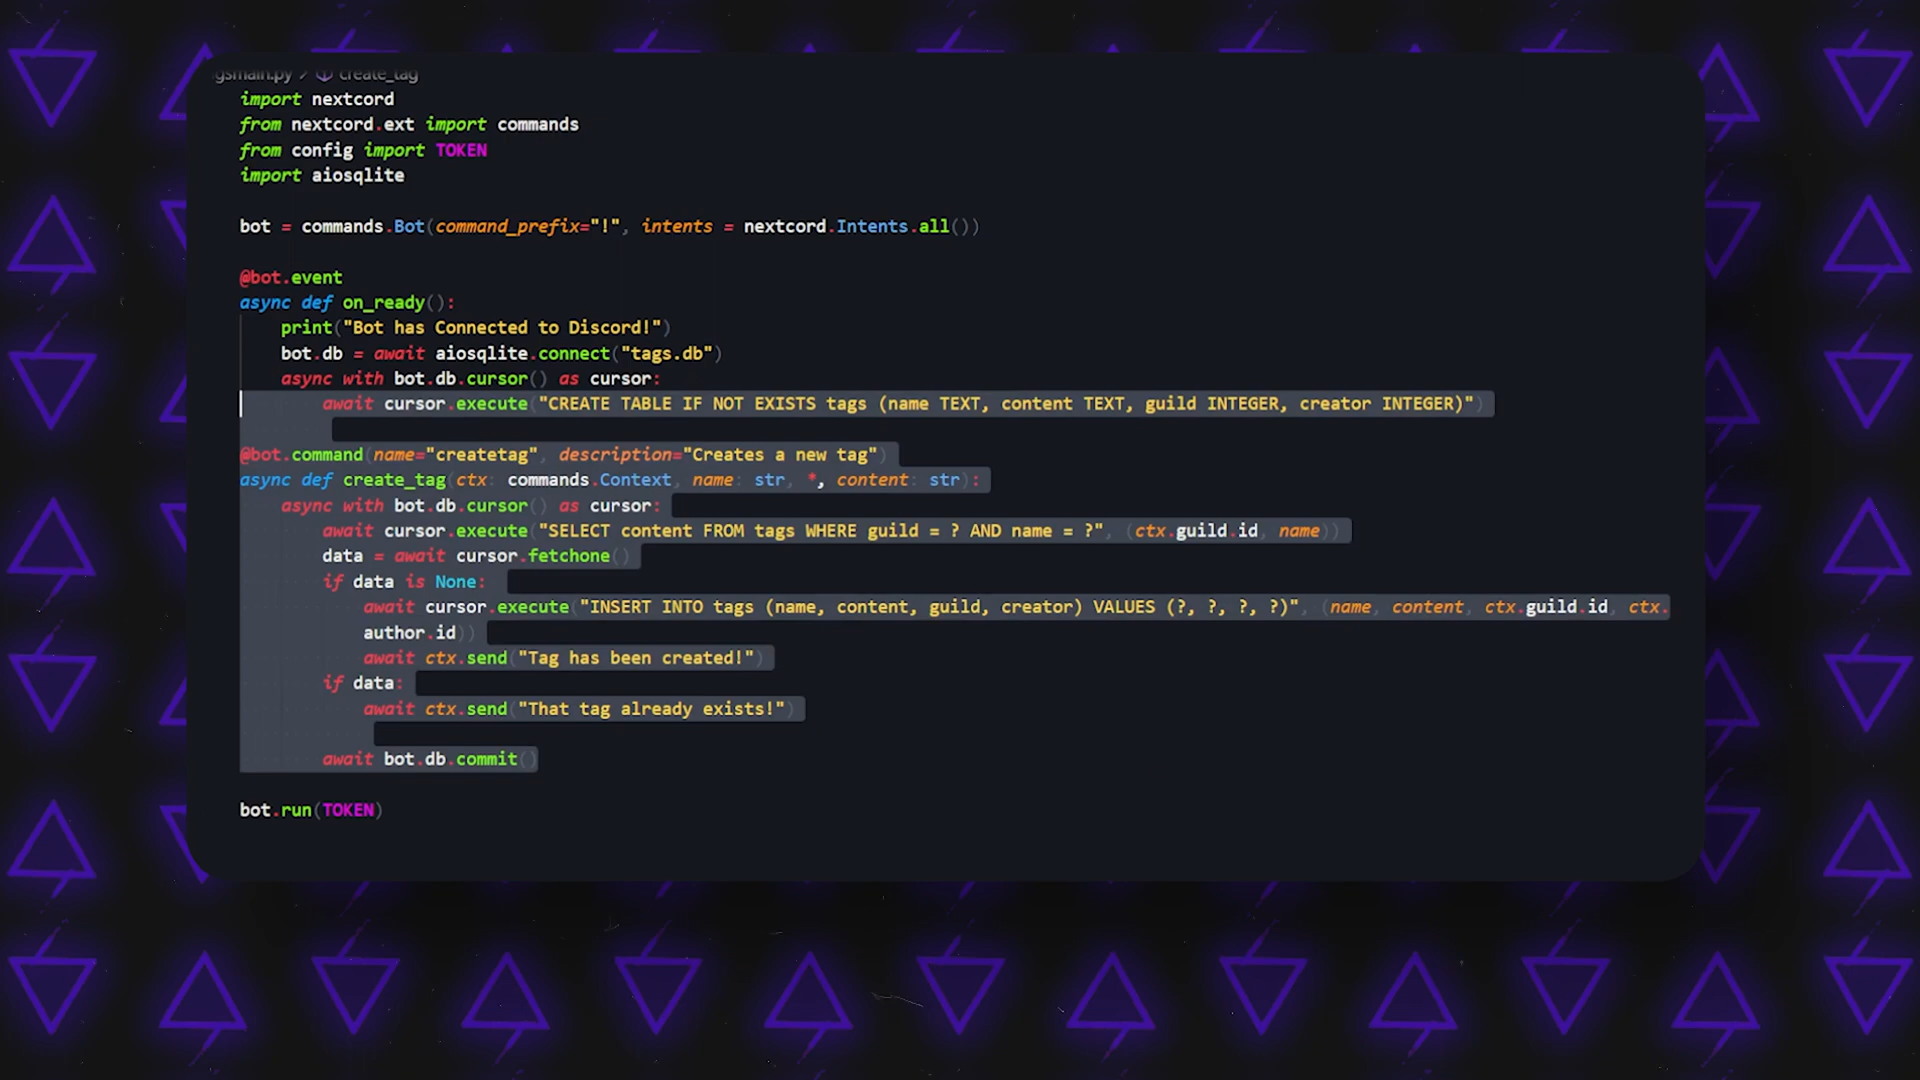 gsmain.py > create_tag
import nextcord
from nextcord.ext import commands
from config import TOKEN
import aiosqlite
bot = commands.Bot(command_prefix="!", intents = nextcord.Intents.all())
@bot.event
async def on_ready():
print("Bot has Connected to Discord!")
bot.db = await aiosqlite.connect("tags.db")
async with bot.db.cursor() as cursor:
await cursor.execute("CREATE TABLE IF NOT EXISTS tags (name TEXT, content TEXT, guild INTEGER, creator INTEGER)")
@bot.command(name="createtag", description="Creates a new tag")
async def create_tag(ctx: commands.Context, name: str, *, content: str):
async with bot.db.cursor() as cursor:
await cursor.execute("SELECT content FROM tags WHERE guild = ? AND name = ?", (ctx.guild.id, name))
data = await cursor.fetchone()
if data is None:
await cursor.execute("INSERT INTO tags (name, content, guild, creator) VALUES (?, ?, ?, ?)", (name, content, ctx.guild.id, ctx.
author.id))
await ctx.send("Tag has been created!")
if data:
await ctx.send("That tag already exists!")
await bot.db.commit()
bot.run(TOKEN)